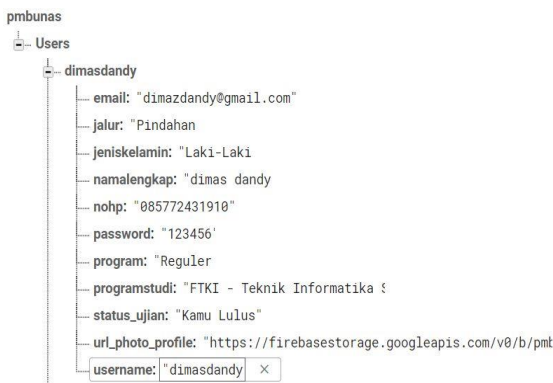 pmbunas
Users
dimasdandy
email: "dimazdandy@gmail.com"
jalur: "Pindahan
jeniskelamin: "Laki-Laki
namalengkap: "dimas dandy
nohp: "085772431910"
password: "123456'
program: "Reguler
programstudi: "FTKI - Teknik Informatika S
status_ujian: "Kamu Lulus"
url_photo_profile: "https://firebasestorage.googleapis.com/v0/b/pmb
username: "dimasdandy ×